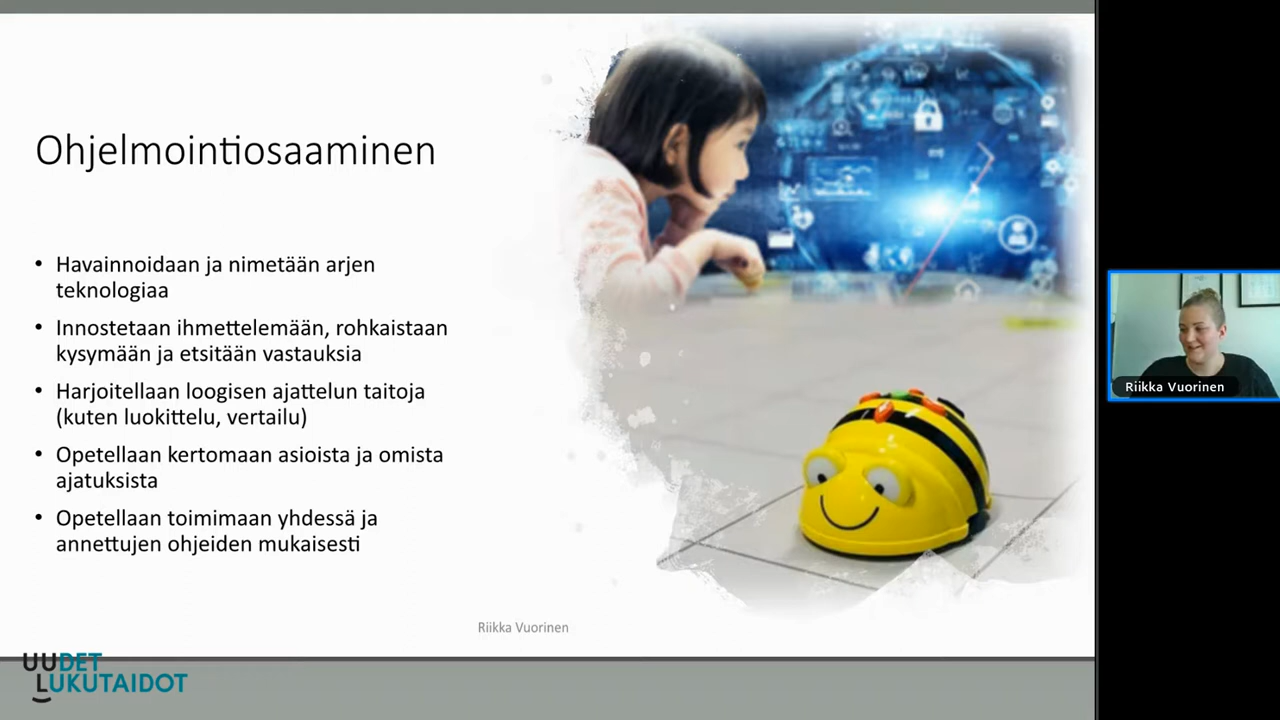 Ohjelmointiosaaminen
• Havainnoidaan ja nimetään arjen
teknologiaa
• Innostetaan ihmettelemään, rohkaistaan
kysymään ja etsitään vastauksia
• Harjoitellaan loogisen ajattelun taitoja
(kuten luokittelu, vertailu)
• Opetellaan kertomaan asioista ja omista
ajatuksista
• Opetellaan toimimaan yhdessä ja
annettujen ohjeiden mukaisesti
Riikka Vuorinen
UUDET
LUKUTAIDOT
Riikka Vuorinen